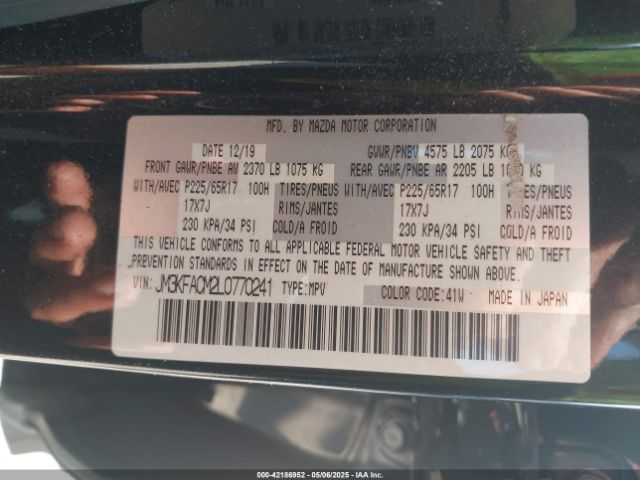 MFD. BY MAZDA MOTOR CORPORATION
DATE 12/19 GVWR/PNBV 4575 LB 2075 KG
FRONT GAWR/PNBE AV 2370 LB 1075 KG REAR GAWR/PNBE AR 2205 LB KG
WITH/AVEC P225/65R17 100H TIRES/PNEUS WITH/AVEC P225/65R17 100H TIRES/PNEUS
17X7J RIMS/JANTES 17X7J RIMS/JANTES
230 KPA/34 PSI COLD/A FROID 230 KPA/34 PSI COLD/A FROID
THIS VEHICLE CONFORMS TO ALL APPLICABLE FEDERAL MOTOR VEHICLE SAFETY AND THEFT
PREVENTION STANDARDS IN EFFECT ON THE DATE OF MANUFACTURE SHOWN ABOVE.
VIN: JM3KFACM2L0770241 TYPE:MPV COLOR CODE:41W MADE IN JAPAN
000-42186952 - 05/06/2025 - IAA Inc.